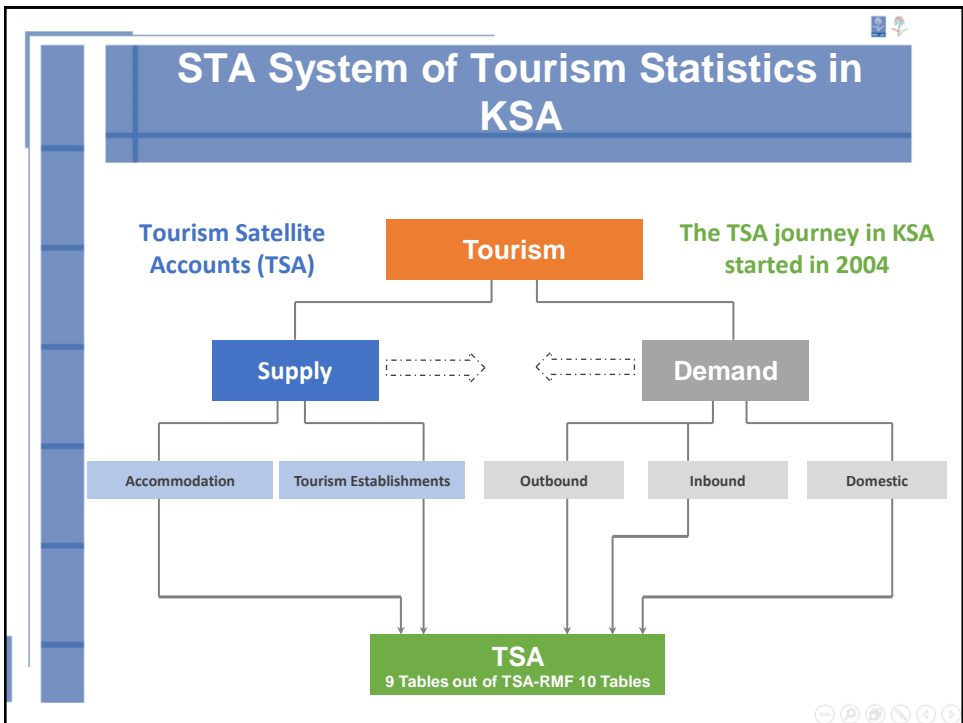 STA System of Tourism Statistics in
KSA
Tourism Satellite
Accounts (TSA)
Tourism
The TSA journey in KSA
started in 2004
Supply
Demand
Accommodation
Tourism Establishments
Outbound
Inbound
Domestic
TSA
9 Tables out of TSA-RMF 10 Tables